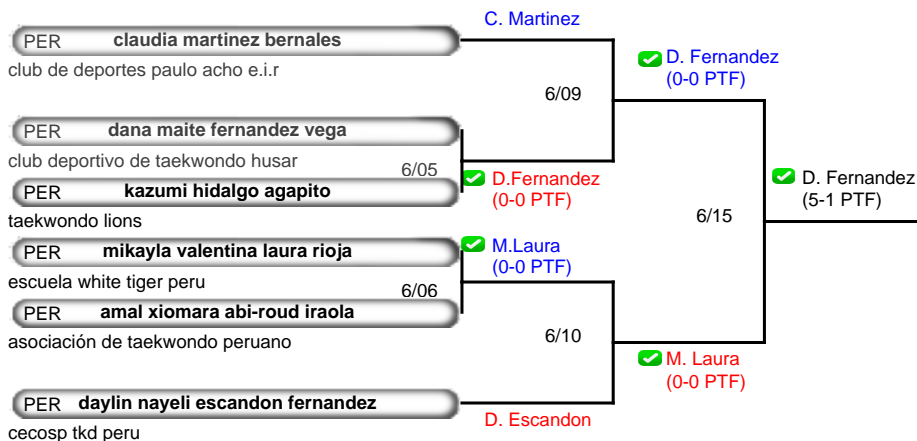 C. Martinez
PER claudia martinez bernales
club de deportes paulo acho e.i.r
D. Fernandez
(0-0 PTF)
6/09
PER dana maite fernandez vega
club deportivo de taekwondo husar
6/05
D.Fernandez
(0-0 PTF)
PER kazumi hidalgo agapito
taekwondo lions
D. Fernandez
(5-1 PTF)
6/15
PER mikayla valentina laura rioja
escuela white tiger peru
M.Laura
(0-0 PTF)
6/06
PER amal xiomara abi-roud iraola
asociación de taekwondo peruano
6/10
M. Laura
(0-0 PTF)
PER daylin nayeli escandon fernandez
cecosp tkd peru
D. Escandon